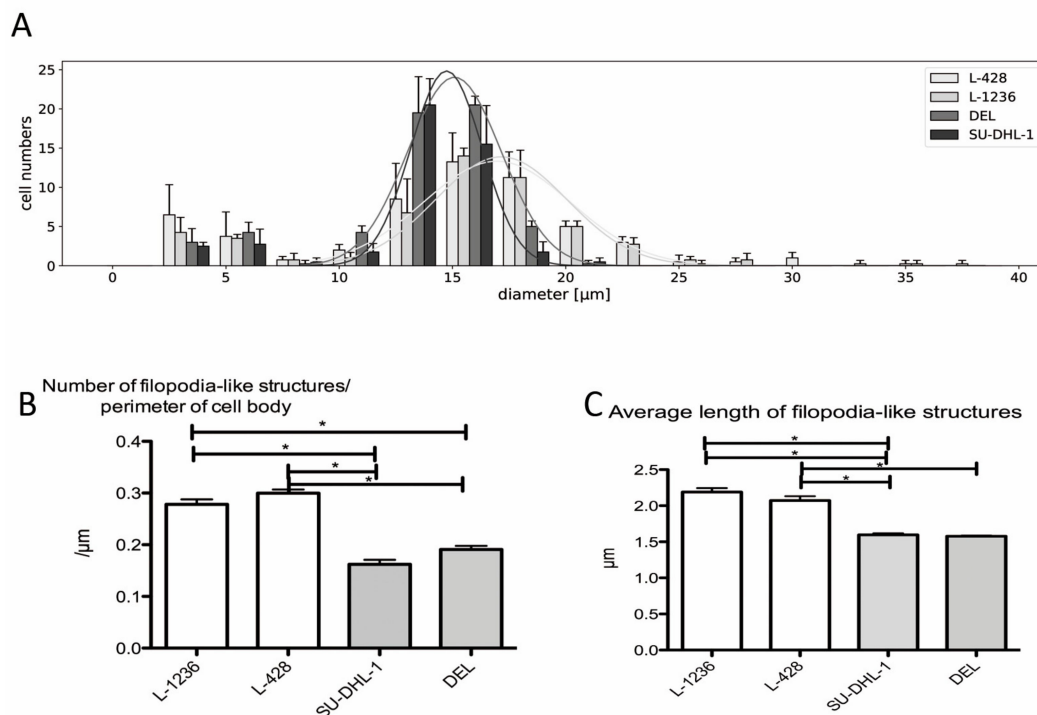 A
25
20
15
10
5
0
cell numbers
L-428
L-1236
DEL
SU-DHL-1
0 5 10 15 20 25 30 35 40
diameter [µm]
B
Number of filopodia-like structures/
perimeter of cell body
*
*
*
*
0.4
0.3
0.2
0.1
0.0
/µm
L-1236
L-428
SU-DHL-1
DEL
C
Average length of filopodia-like structures
*
*
*
*
2.5
2.0
1.5
1.0
0.5
0.0
µm
L-1236
L-428
SU-DHL-1
DEL